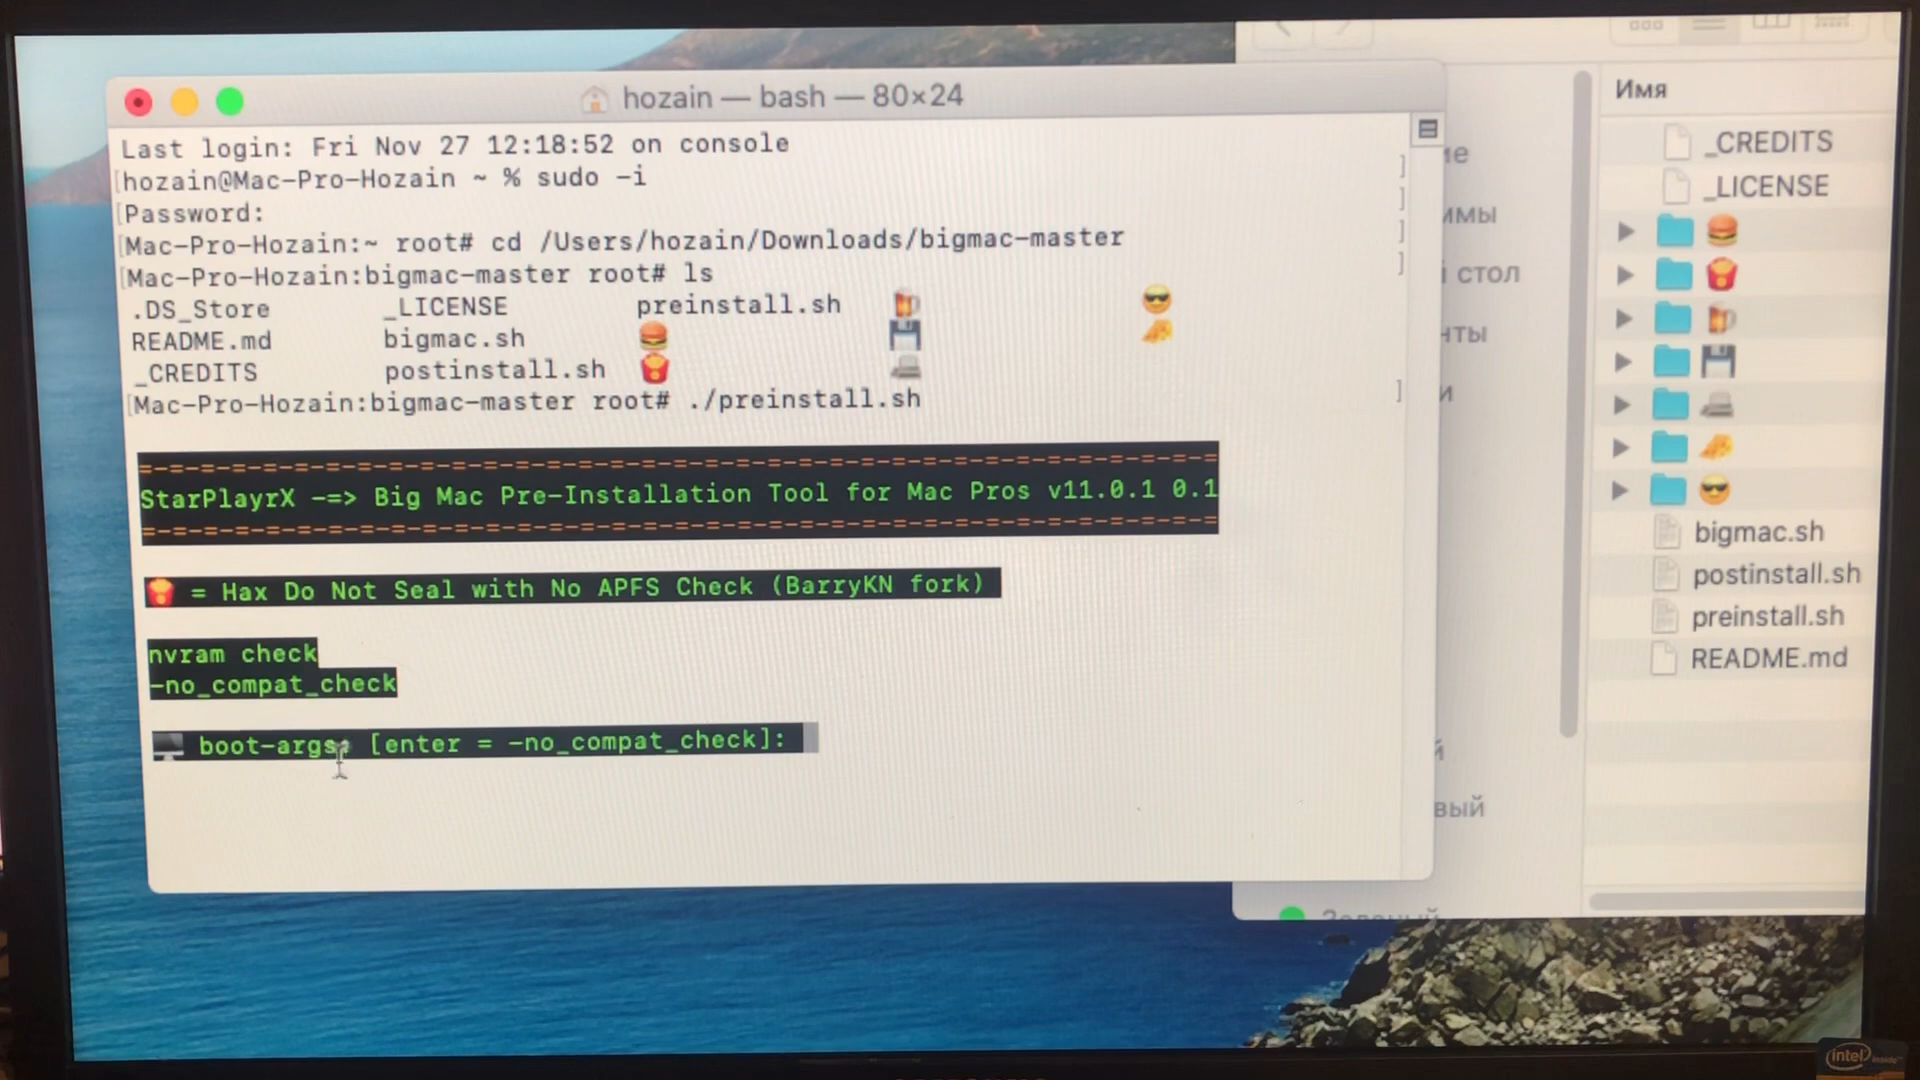 hozain — bash — 80×24
Last login: Fri Nov 27 12:18:52 on console
[hozain@Mac-Pro-Hozain ~ % sudo -i ]
[Password: ]
[Mac-Pro-Hozain:~ root# cd /Users/hozain/Downloads/bigmac-master ]
[Mac-Pro-Hozain:bigmac-master root# ls ]
.DS_Store _LICENSE preinstall.sh 🍺 😎
README.md bigmac.sh 🍔 💾 🧀
_CREDITS postinstall.sh 🍟
[Mac-Pro-Hozain:bigmac-master root# ./preinstall.sh ]
=-=-=-=-=-=-=-=-=-=-=-=-=-=-=-=-=-=-=-=-=-=-=-=-=-=-=-=-=-=-=-=-=-=-=
StarPlayrX -=> Big Mac Pre-Installation Tool for Mac Pros v11.0.1 0.1
=-=-=-=-=-=-=-=-=-=-=-=-=-=-=-=-=-=-=-=-=-=-=-=-=-=-=-=-=-=-=-=-=-=-=
🍟 = Hax Do Not Seal with No APFS Check (BarryKN fork)
nvram check
-no_compat_check
boot-args: [enter = -no_compat_check]:
стол
Имя
_CREDITS
_LICENSE
🍔
🍟
🍺
💾
🧀
😎
bigmac.sh
postinstall.sh
preinstall.sh
README.md
intel inside